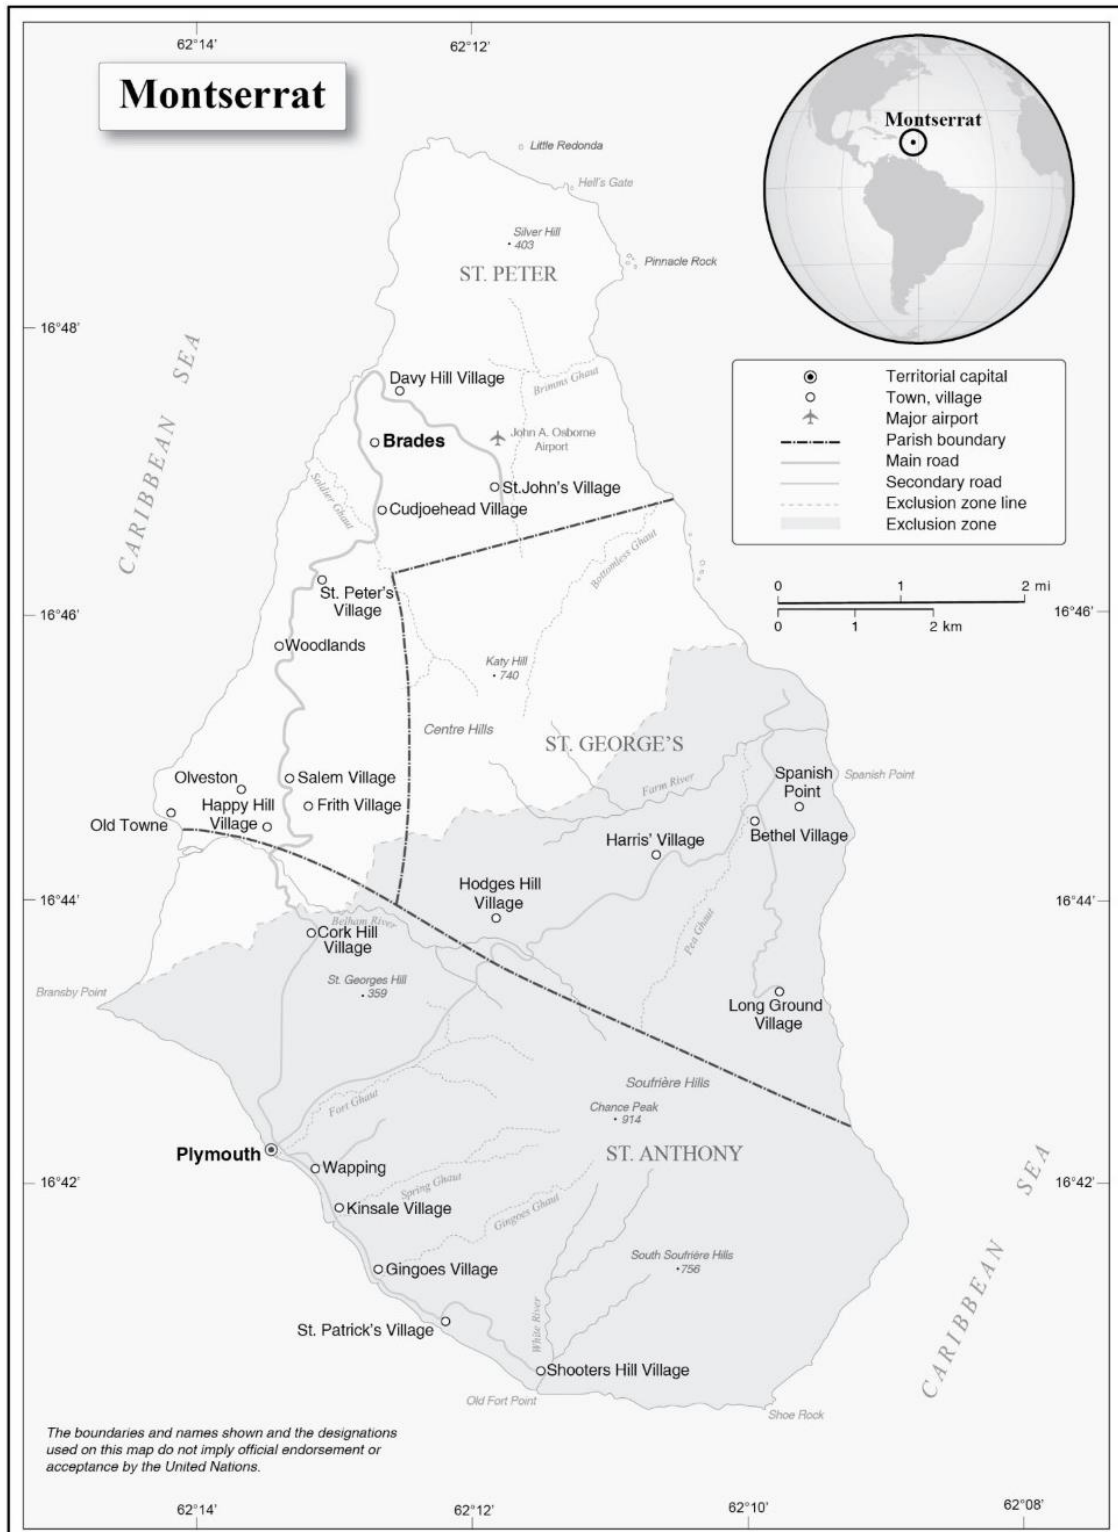 62°14'
62°12'
Montserrat
Montserrat
Little Redonda
Hell's Gate
Silver Hill
403
ST. PETER
Pinnacle Rock
16°48'
CARIBBEAN SEA
Davy Hill Village
Brimms Ghaut
Brades
John A. Osborne
Airport
Soldier Ghaut
St.John's Village
Cudjoehead Village
Territorial capital
Town, village
Major airport
Parish boundary
Main road
Secondary road
Exclusion zone line
Exclusion zone
Bottomless Ghaut
St. Peter's
Village
0 1 2 mi
0 1 2 km
16°46'
16°46'
Woodlands
Katy Hill
740
Centre Hills
ST. GEORGE'S
Olveston
Salem Village
Farm River
Spanish
Point
Spanish Point
Happy Hill
Village
Frith Village
Old Towne
Harris' Village
Bethel Village
Hodges Hill
Village
16°44'
16°44'
Belham River
Cork Hill
Village
Pea Ghaut
St. Georges Hill
359
Bransby Point
Long Ground
Village
Soufrière Hills
Fort Ghaut
Chance Peak
914
Plymouth
ST. ANTHONY
Wapping
16°42'
16°42'
Spring Ghaut
Kinsale Village
Gingoes Ghaut
CARIBBEAN SEA
South Soufrière Hills
756
Gingoes Village
White River
St. Patrick's Village
Shooters Hill Village
Old Fort Point
Shoe Rock
The boundaries and names shown and the designations
used on this map do not imply official endorsement or
acceptance by the United Nations.
62°14'
62°12'
62°10'
62°08'